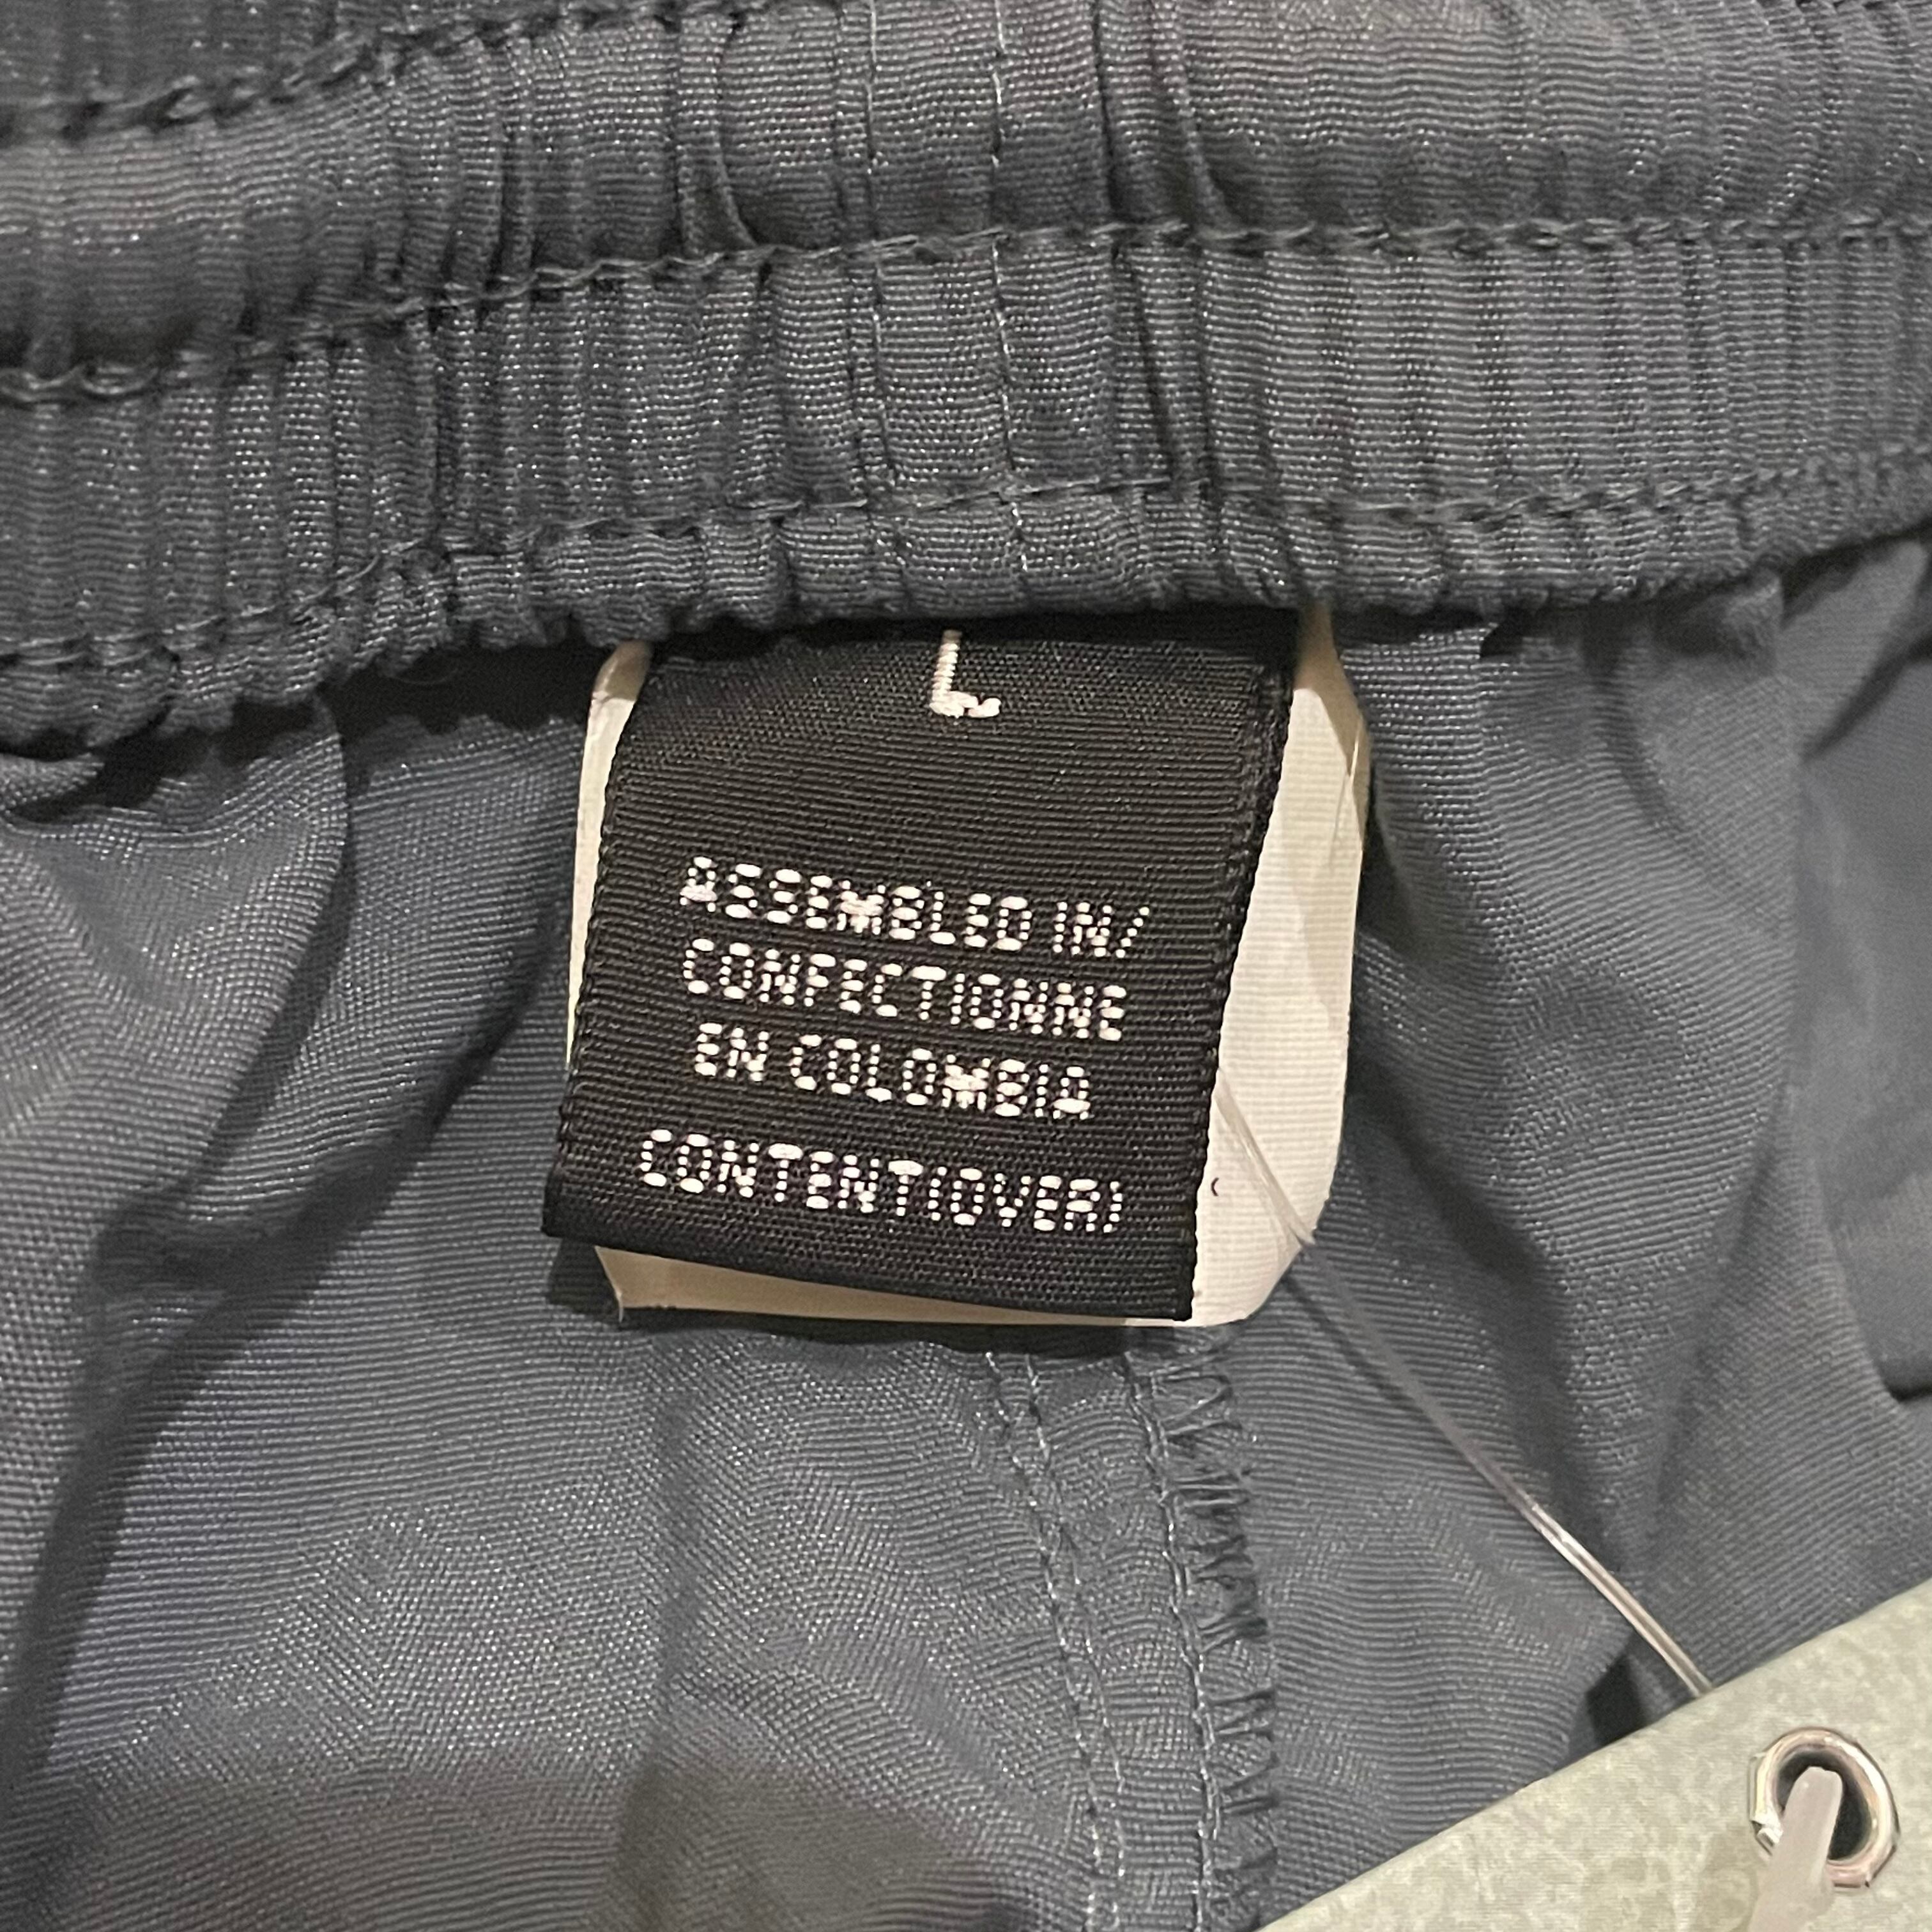 L
ASSEMBLED IN/
CONFECTIONNE
EN COLOMBIA
CONTENT(OVER)